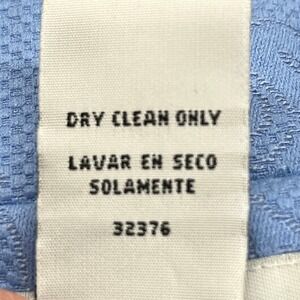 DRY CLEAN ONLY
LAVAR EN SECO
SOLAMENTE
32376